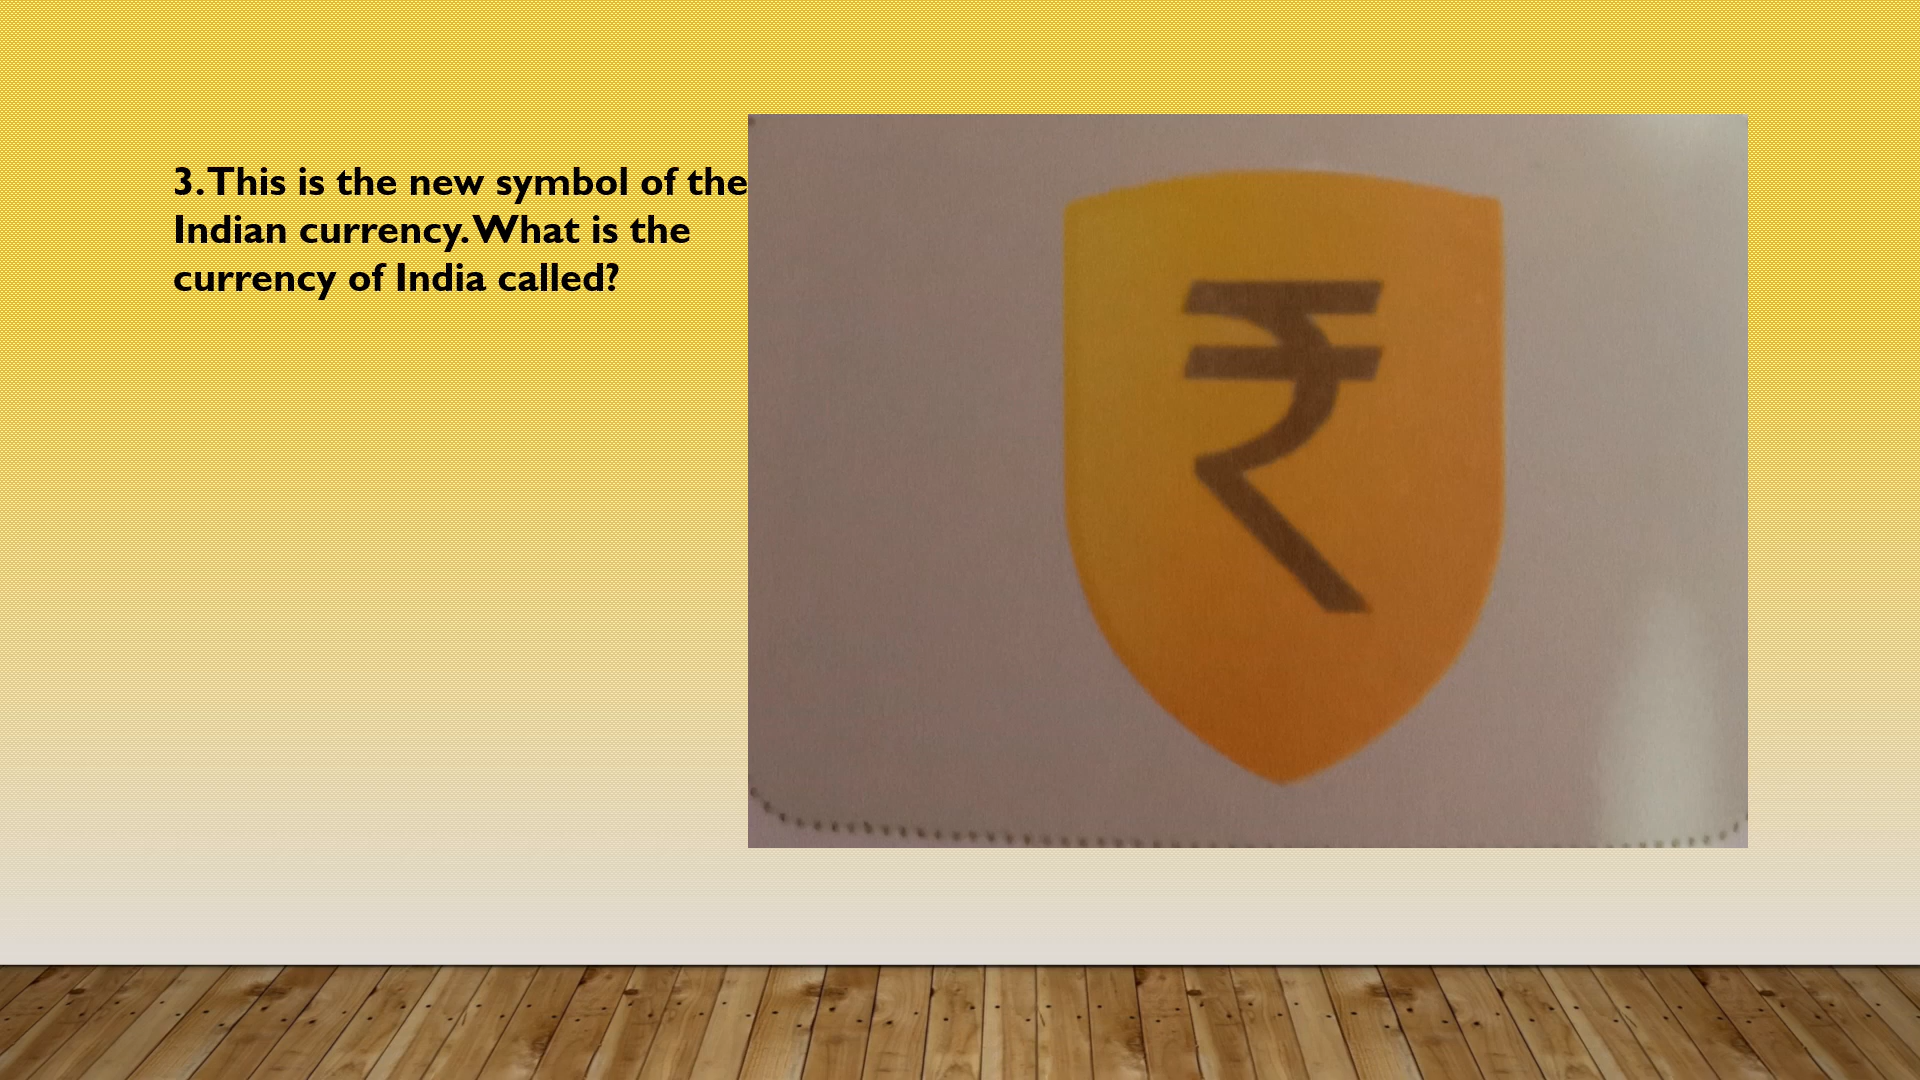 3. This is the new symbol of the
Indian currency. What is the
currency of India called?
₹